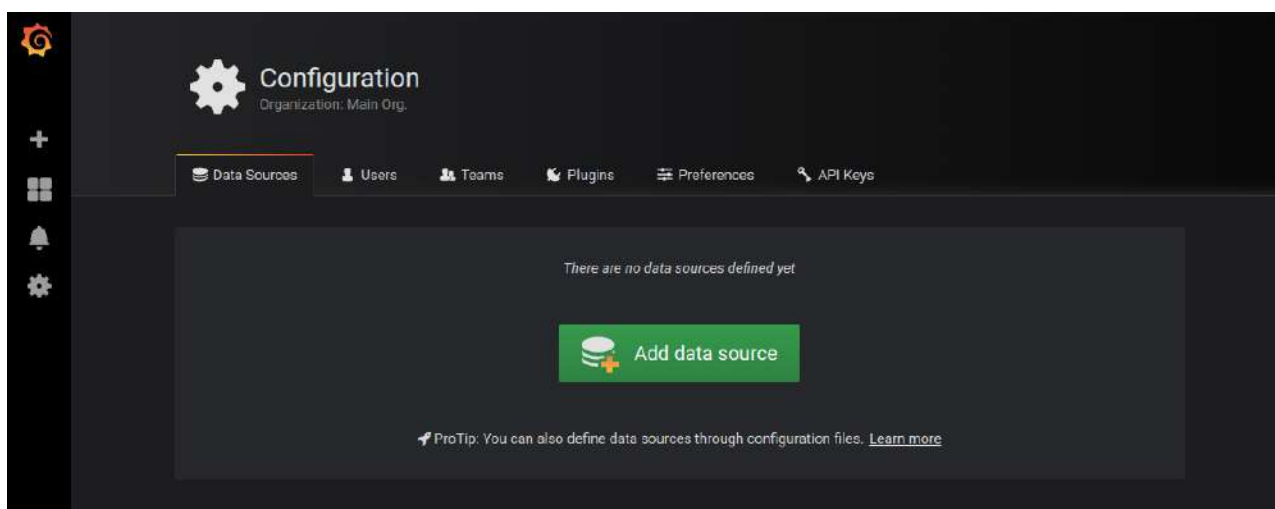 Configuration
Organization: Main Org.
Data Sources Users Teams Plugins Preferences API Keys
There are no data sources defined yet
Add data source
ProTip: You can also define data sources through configuration files. Learn more